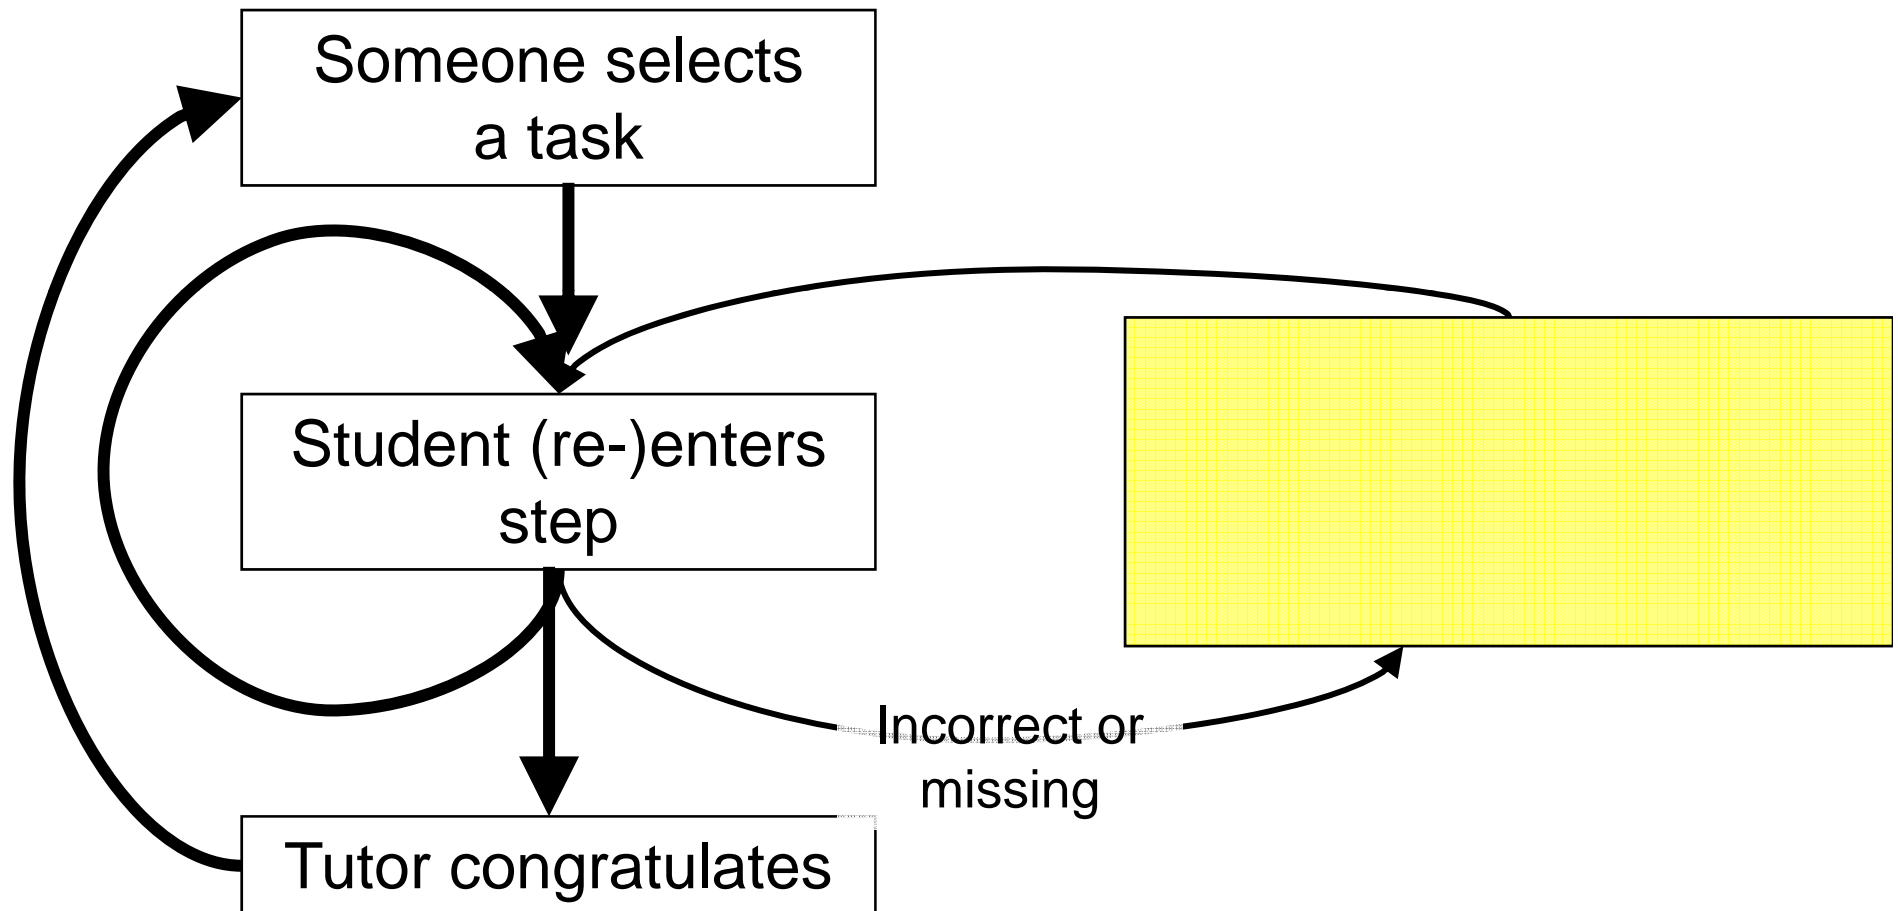 Someone selects
a task
Student (re-)enters
step
Incorrect or
missing
Tutor congratulates